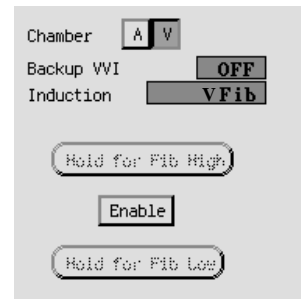 Chamber A V
Backup VVI OFF
Induction VFib
Hold for Fib High
Enable
Hold for Fib Low